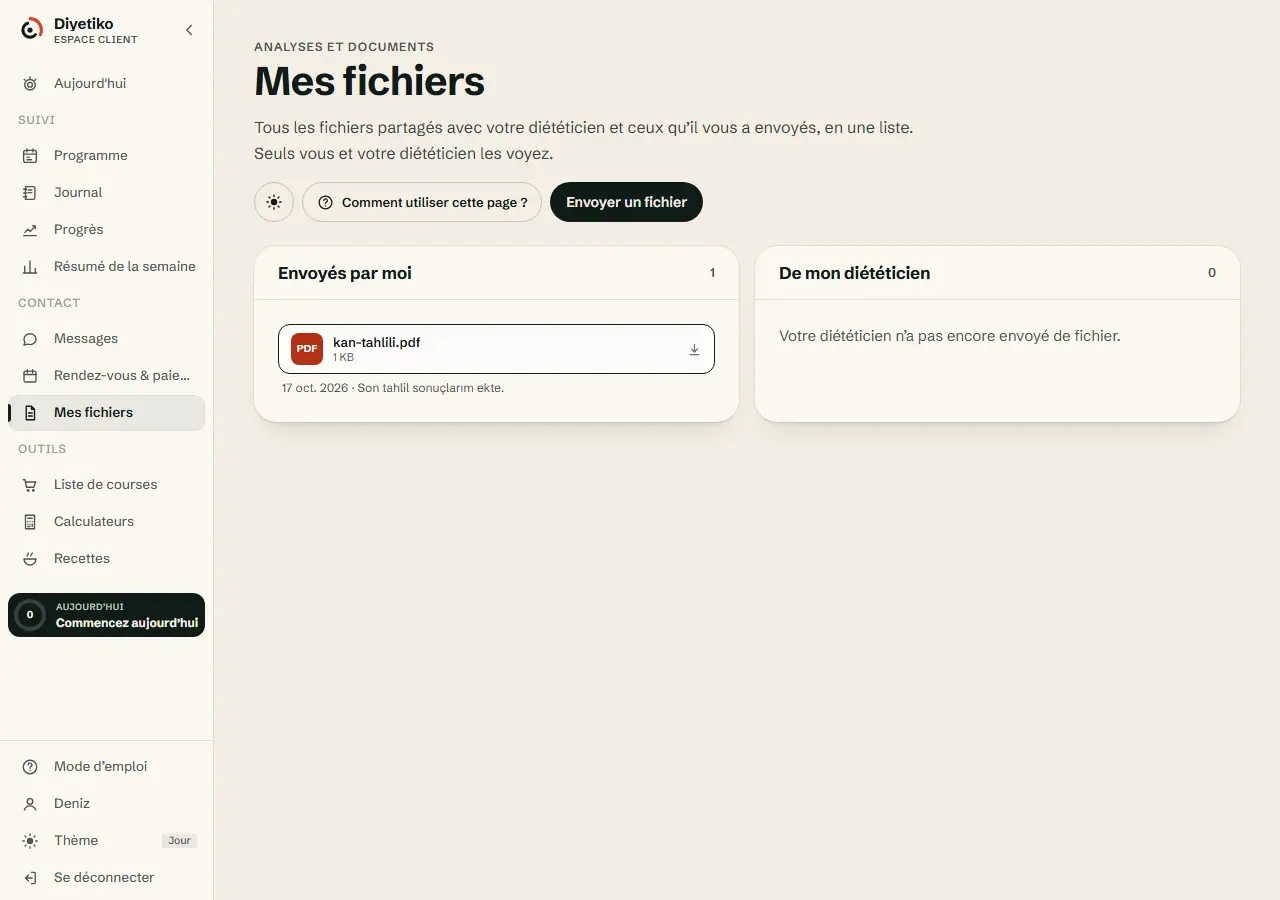 Diyetiko
ESPACE CLIENT
Aujourd'hui
SUIVI
Programme
Journal
Progrès
Résumé de la semaine
CONTACT
Messages
Rendez-vous & paie…
Mes fichiers
OUTILS
Liste de courses
Calculateurs
Recettes
0
AUJOURD'HUI
Commencez aujourd'hui
Mode d'emploi
Deniz
Thème
Jour
Se déconnecter
ANALYSES ET DOCUMENTS
Mes fichiers
Tous les fichiers partagés avec votre diététicien et ceux qu'il vous a envoyés, en une liste.
Seuls vous et votre diététicien les voyez.
Comment utiliser cette page ?
Envoyer un fichier
Envoyés par moi
1
PDF
kan-tahlili.pdf
1 KB
17 oct. 2026 · Son tahlil sonuçlarım ekte.
De mon diététicien
0
Votre diététicien n'a pas encore envoyé de fichier.